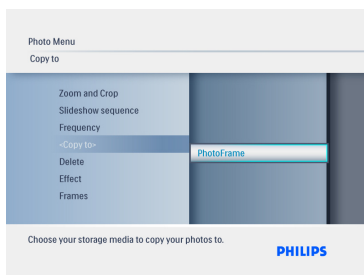 Photo Menu
Copy to
Zoom and Crop
Slideshow sequence
Frequency
<Copy to>
PhotoFrame
Delete
Effect
Frames
Choose your storage media to copy your photos to.
PHILIPS